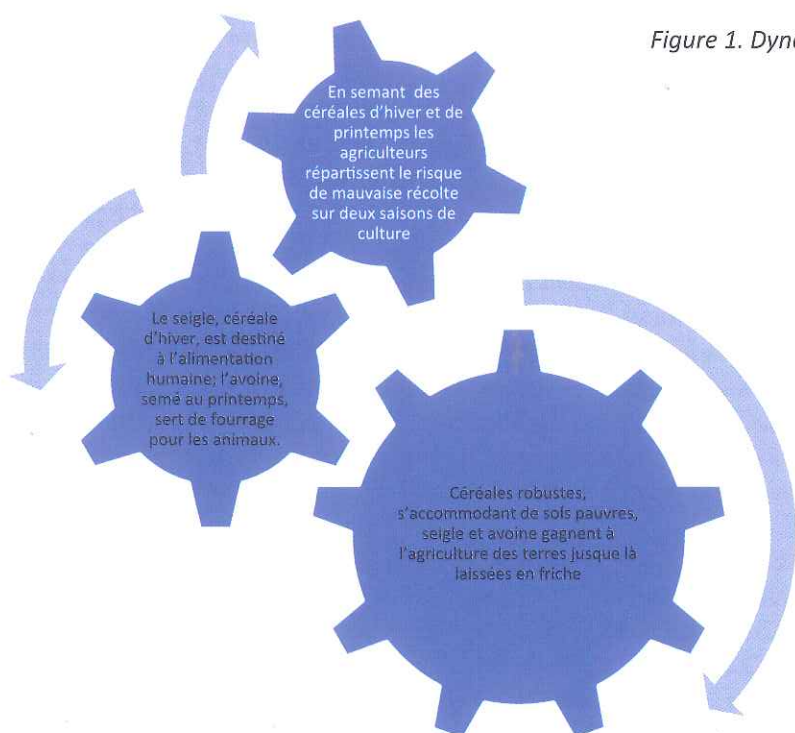 Figure 1. Dyn
En semant des
céréales d'hiver et de
printemps les
agriculteurs
répartissent le risque
de mauvaise récolte
sur deux saisons de
culture
Le seigle, céréale
d'hiver, est destiné
à l'alimentation
humaine; l'avoine,
semé au printemps,
sert de fourrage
pour les animaux.
Céréales robustes,
s'accommodant de sols pauvres,
seigle et avoine gagnent à
l'agriculture des terres jusque là
laissées en friche